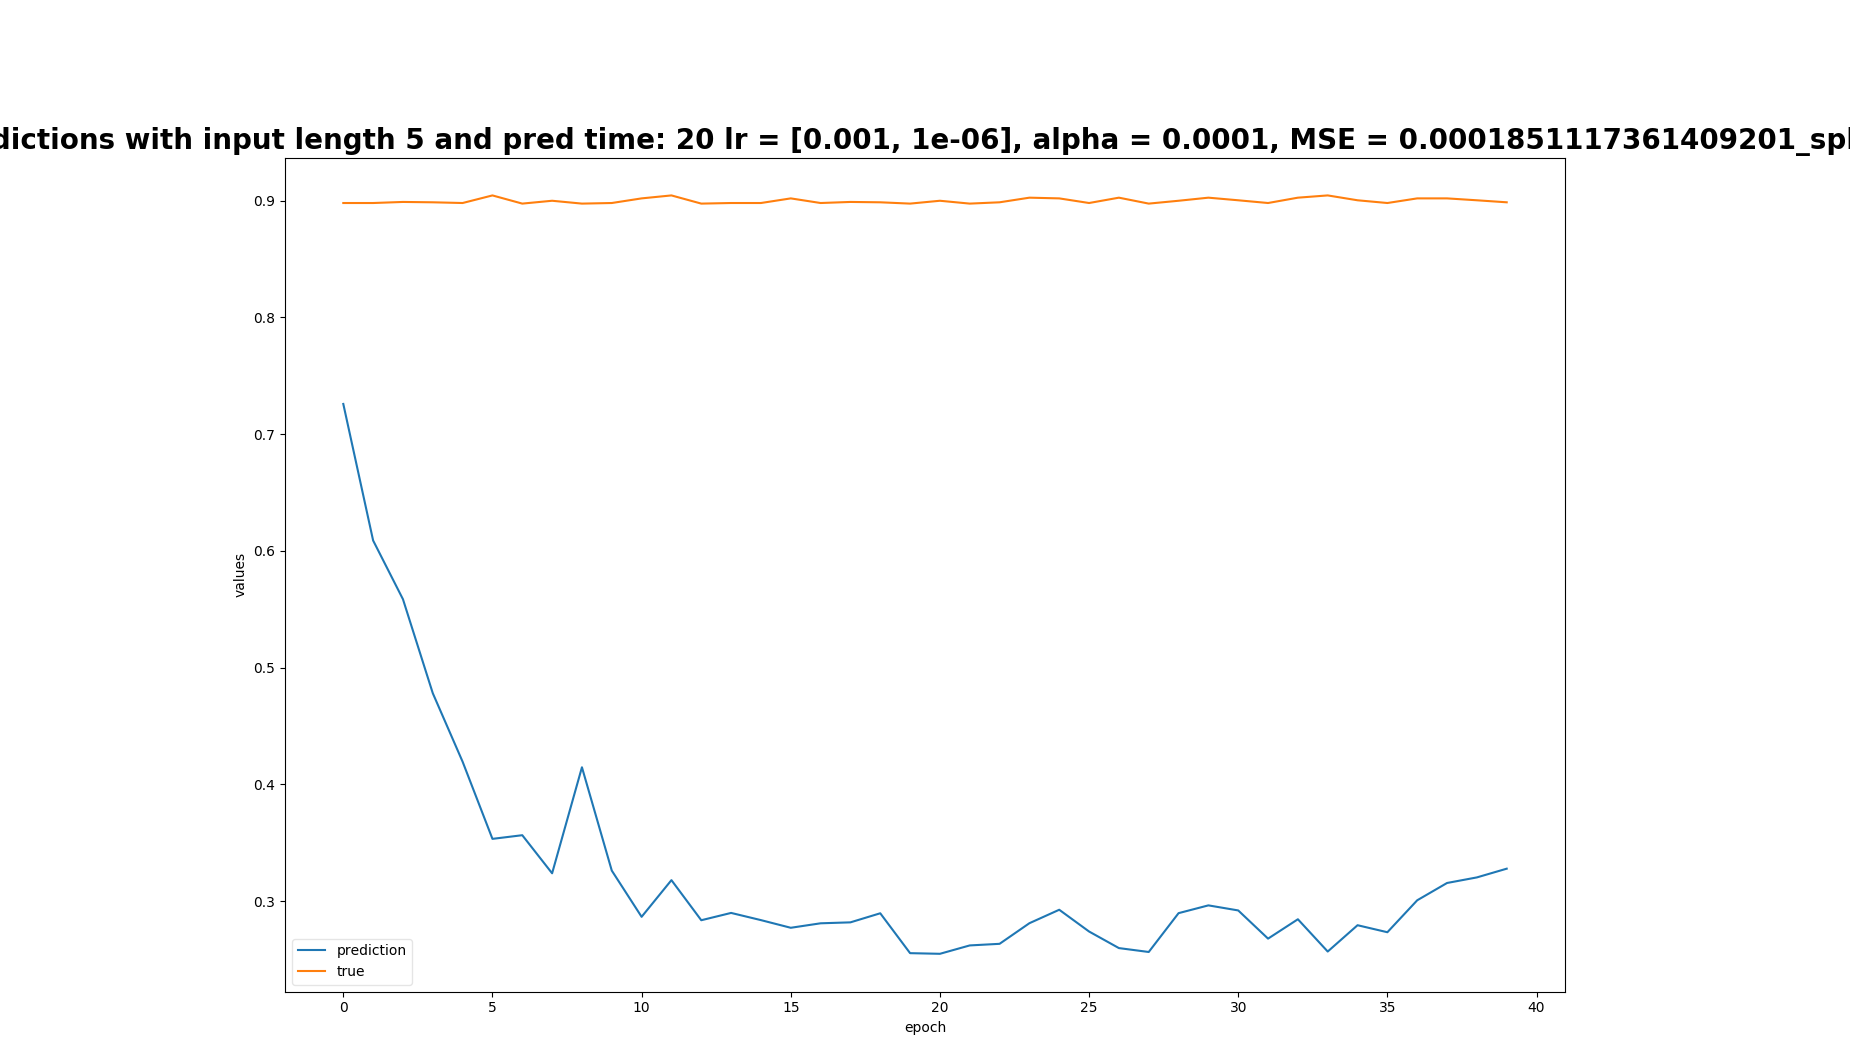 dictions with input length 5 and pred time: 20 lr = [0.001, 1e-06], alpha = 0.0001, MSE = 0.0001851117361409201_spl
0.9
0.8
0.7
0.6
0.5
0.4
0.3
values
prediction
true
0 5 10 15 20 25 30 35 40
epoch